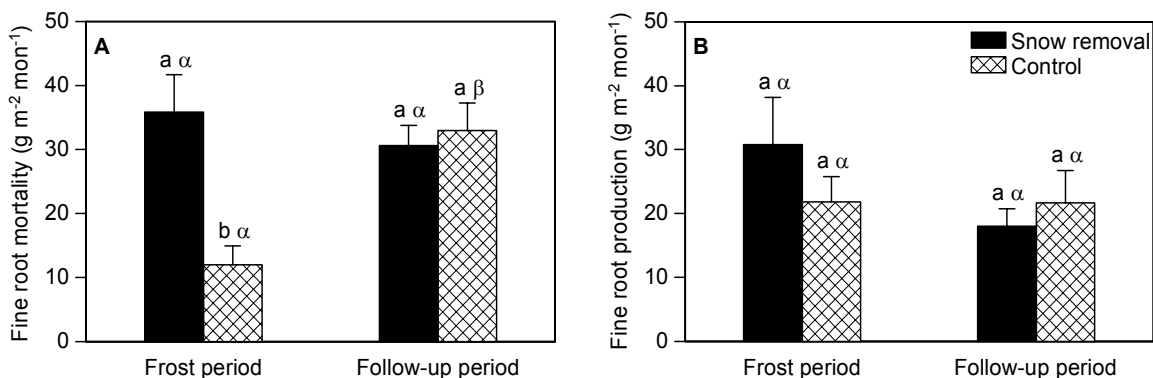 Fine root mortality (g m⁻² mon⁻¹)
50
40
30
20
10
0
A
a α
b α
a α
a β
Frost period
Follow-up period
Fine root production (g m⁻² mon⁻¹)
50
40
30
20
10
0
B
Snow removal
Control
a α
a α
a α
a α
Frost period
Follow-up period